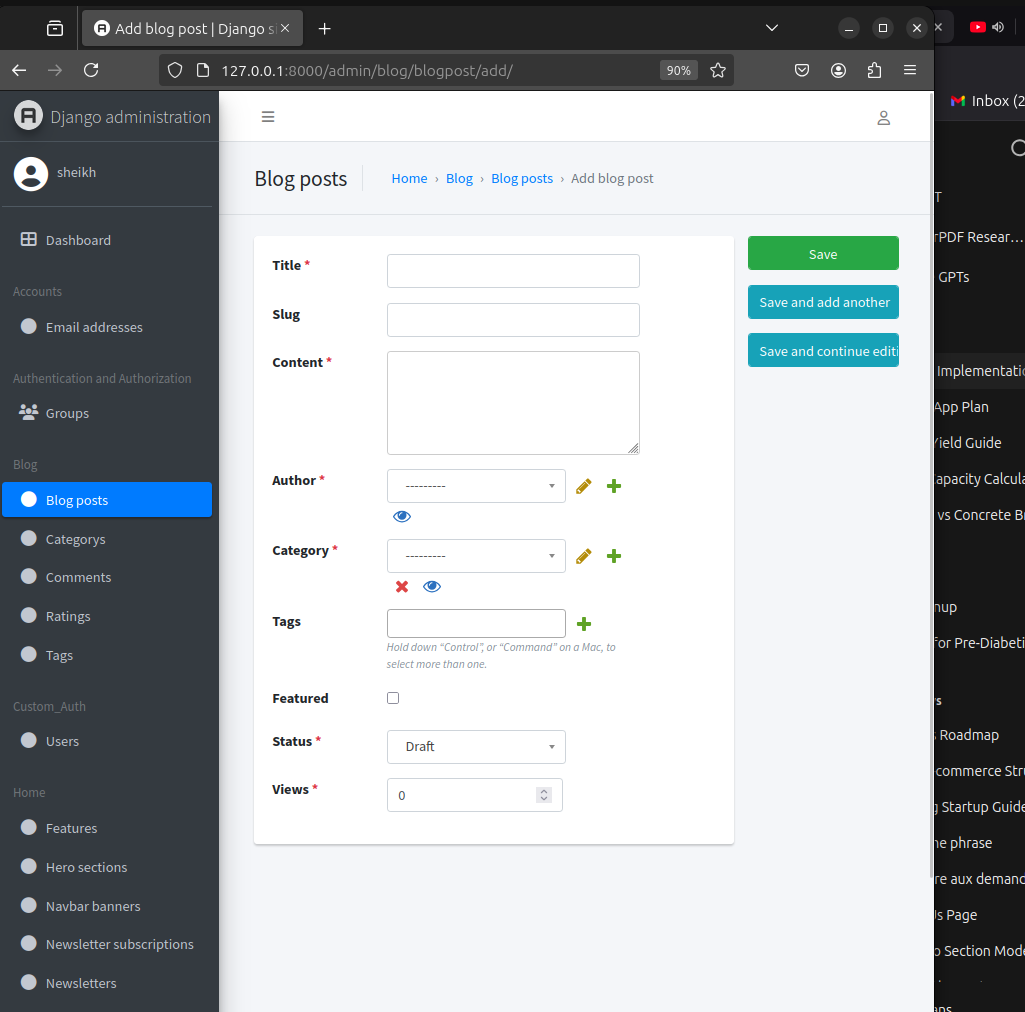 Add blog post | Django si
127.0.0.1:8000/admin/blog/blogpost/add/
90%
Django administration
sheikh
Dashboard
Accounts
Email addresses
Authentication and Authorization
Groups
Blog
Blog posts
Categorys
Comments
Ratings
Tags
Custom_Auth
Users
Home
Features
Hero sections
Navbar banners
Newsletter subscriptions
Newsletters
Blog posts
Home › Blog › Blog posts › Add blog post
Title *
Slug
Content *
Author *
---------
Category *
---------
Tags
Hold down “Control”, or “Command” on a Mac, to
select more than one.
Featured
Status *
Draft
Views *
0
Save
Save and add another
Save and continue editi
Inbox (2
T
rPDF Resear…
GPTs
Implementatio
App Plan
Yield Guide
Capacity Calcula
vs Concrete B
nup
for Pre-Diabeti
s
s Roadmap
-commerce Stru
g Startup Guide
he phrase
re aux demand
Us Page
o Section Mode
ans